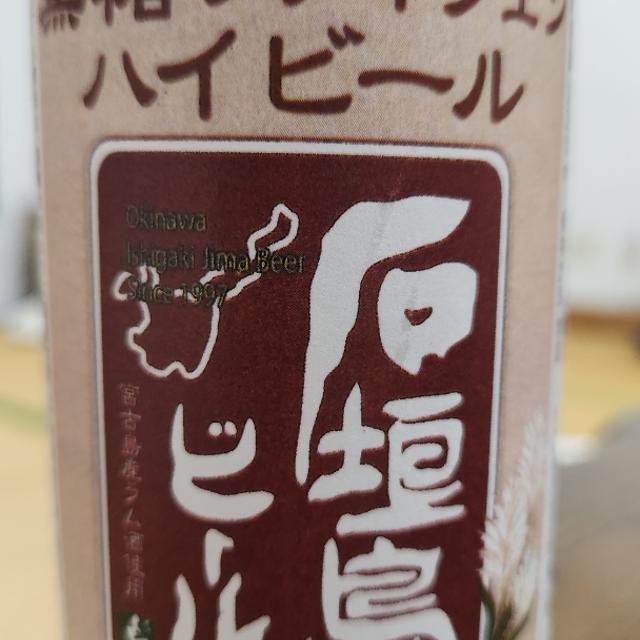 ハイビール
Okinawa
Ishigaki Jima Beer
Since 1997
石垣島
ビール
宮古島産ラム酒使用